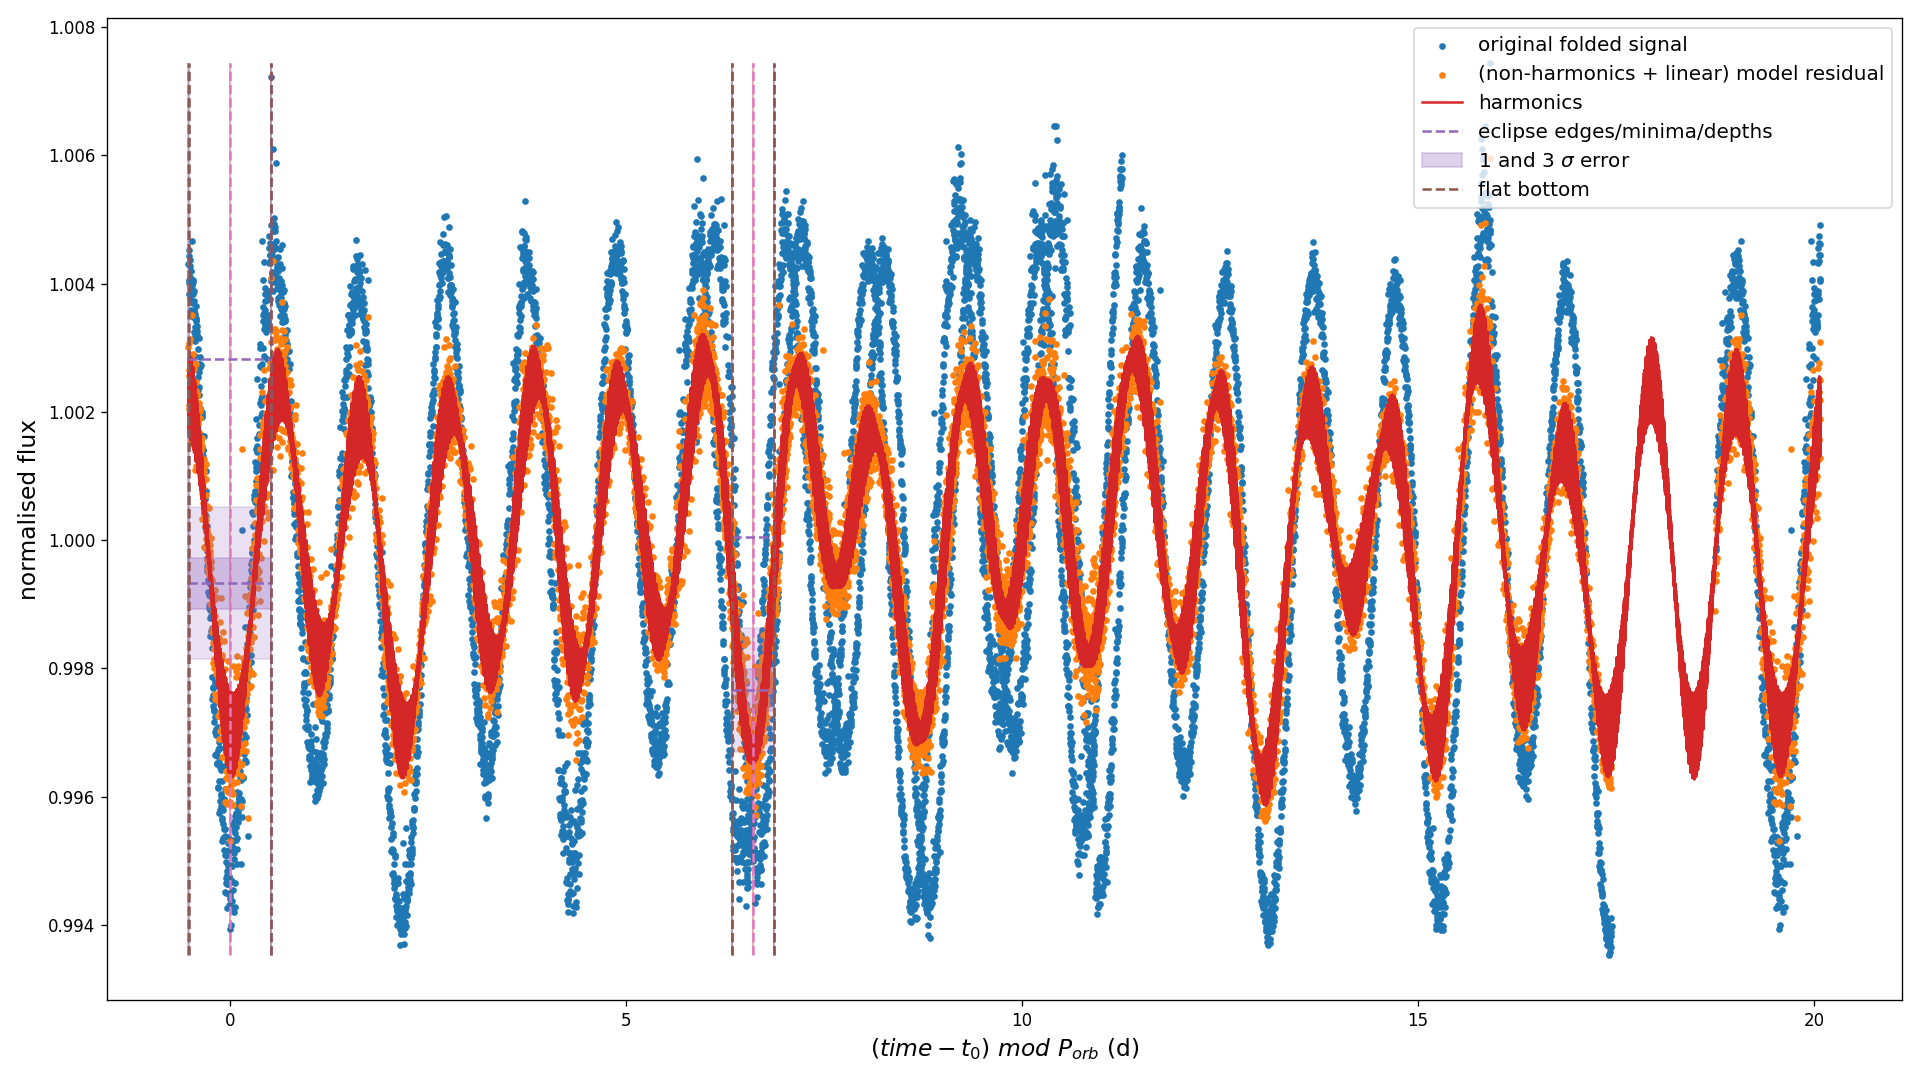 1.008
1.006
1.004
1.002
1.000
0.998
0.996
0.994
normalised flux
original folded signal
(non-harmonics + linear) model residual
harmonics
eclipse edges/minima/depths
1 and 3 σ error
flat bottom
0 5 10 15 20
(time − t₀) mod P_orb (d)